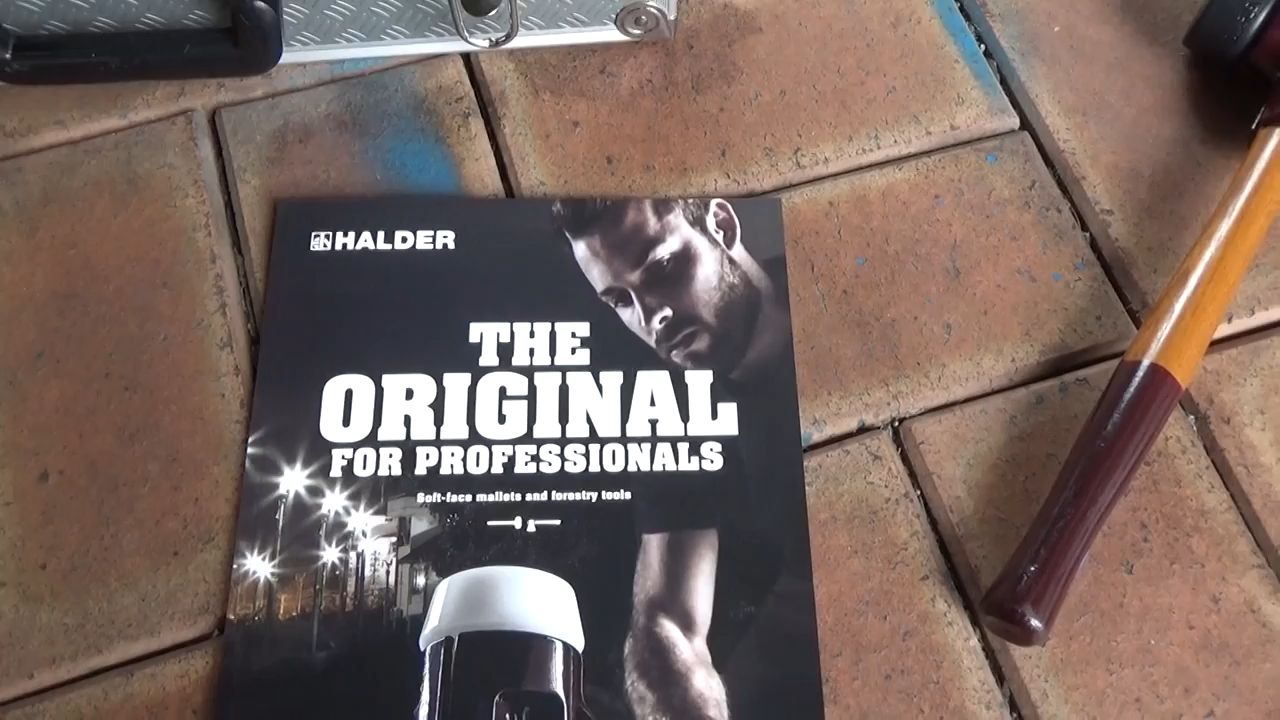 HALDER
THE
ORIGINAL
FOR PROFESSIONALS
Soft-face mallets and forestry tools